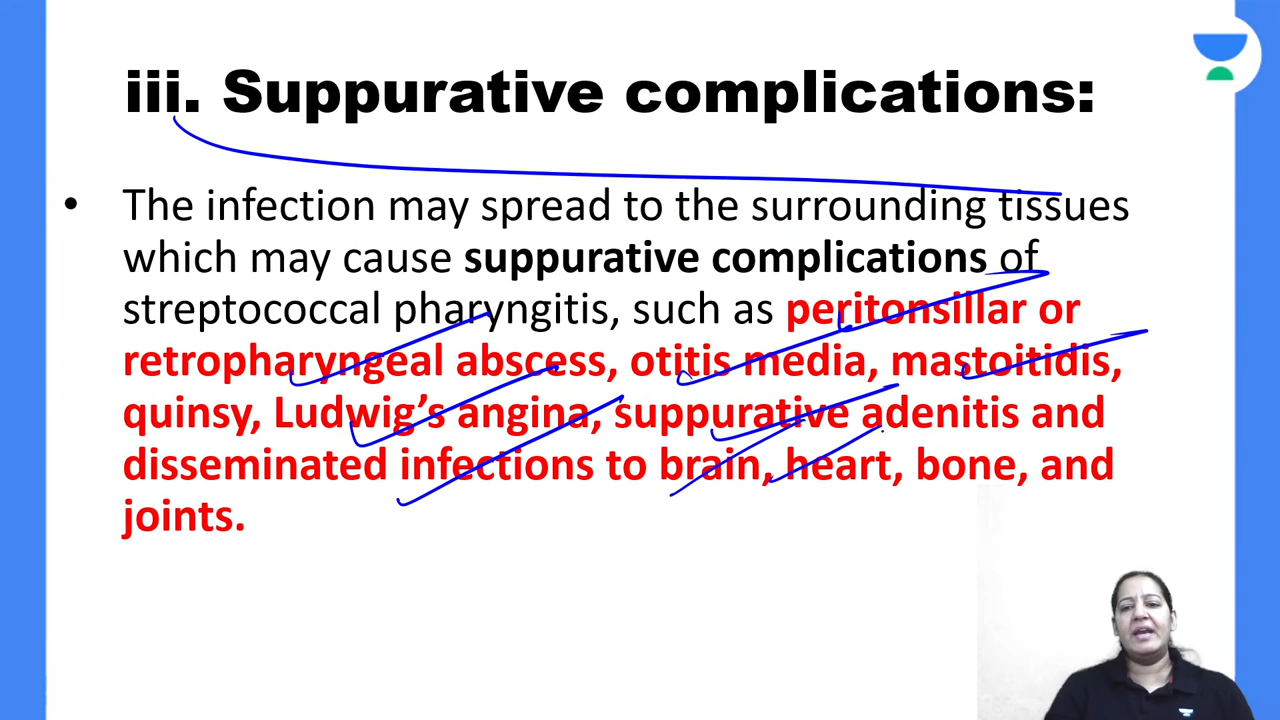 iii. Suppurative complications:
• The infection may spread to the surrounding tissues
which may cause suppurative complications of
streptococcal pharyngitis, such as peritonsillar or
retropharyngeal abscess, otitis media, mastoitidis,
quinsy, Ludwig’s angina, suppurative adenitis and
disseminated infections to brain, heart, bone, and
joints.